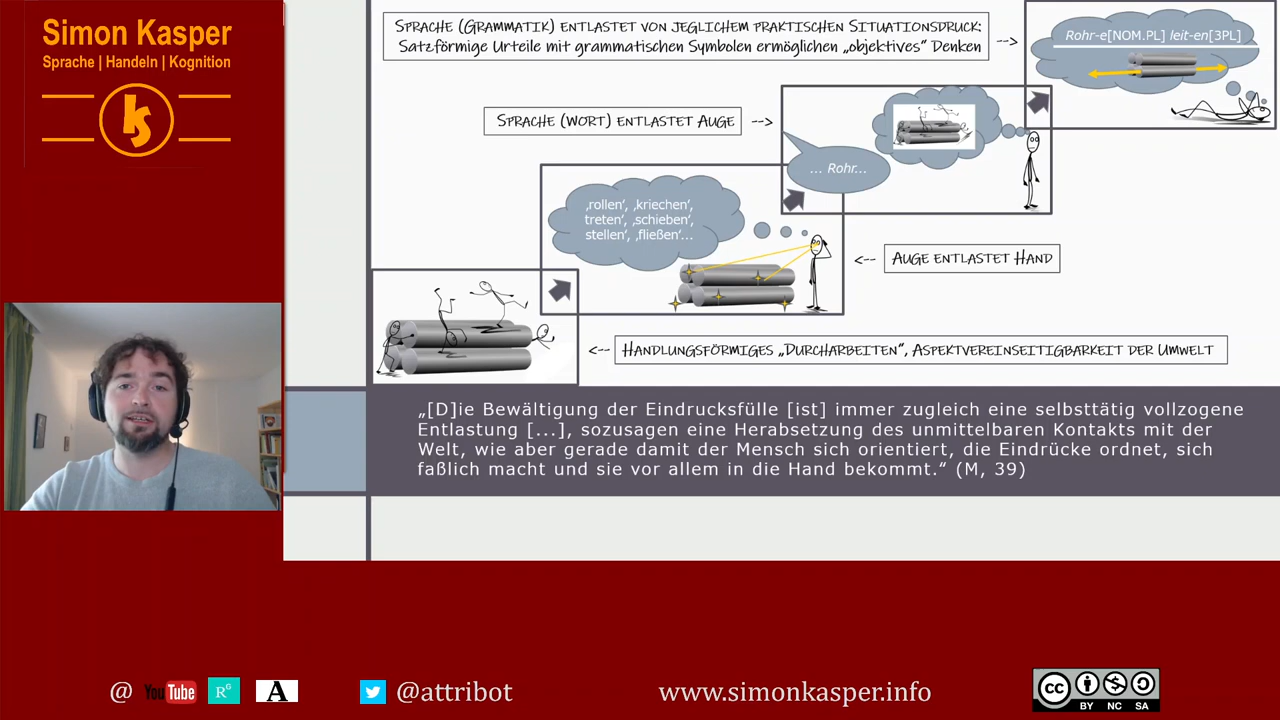 Simon Kasper
Sprache | Handeln | Kognition
ks
SPRACHE (GRAMMATIK) ENTLASTET VON JEGLICHEM PRAKTISCHEN SITUATIONSDRUCK:
Satzförmige Urteile mit grammatischen Symbolen ermöglichen „objektives“ Denken
-->
Rohr-e[NOM.PL] leit-en[3PL]
SPRACHE (WORT) ENTLASTET AUGE
-->
... Rohr...
‚rollen‘, ‚kriechen‘,
treten‘, ‚schieben‘,
stellen‘, ‚fließen‘...
<--
AUGE ENTLASTET HAND
<--
HANDLUNGSFÖRMIGES „DURCHARBEITEN“, ASPEKTVEREINSEITIGBARKEIT DER UMWELT
„[D]ie Bewältigung der Eindrucksfülle [ist] immer zugleich eine selbsttätig vollzogene
Entlastung [...], sozusagen eine Herabsetzung des unmittelbaren Kontakts mit der
Welt, wie aber gerade damit der Mensch sich orientiert, die Eindrücke ordnet, sich
faßlich macht und sie vor allem in die Hand bekommt.“ (M, 39)
@ YouTube RG A @attribot www.simonkasper.info
cc BY NC SA